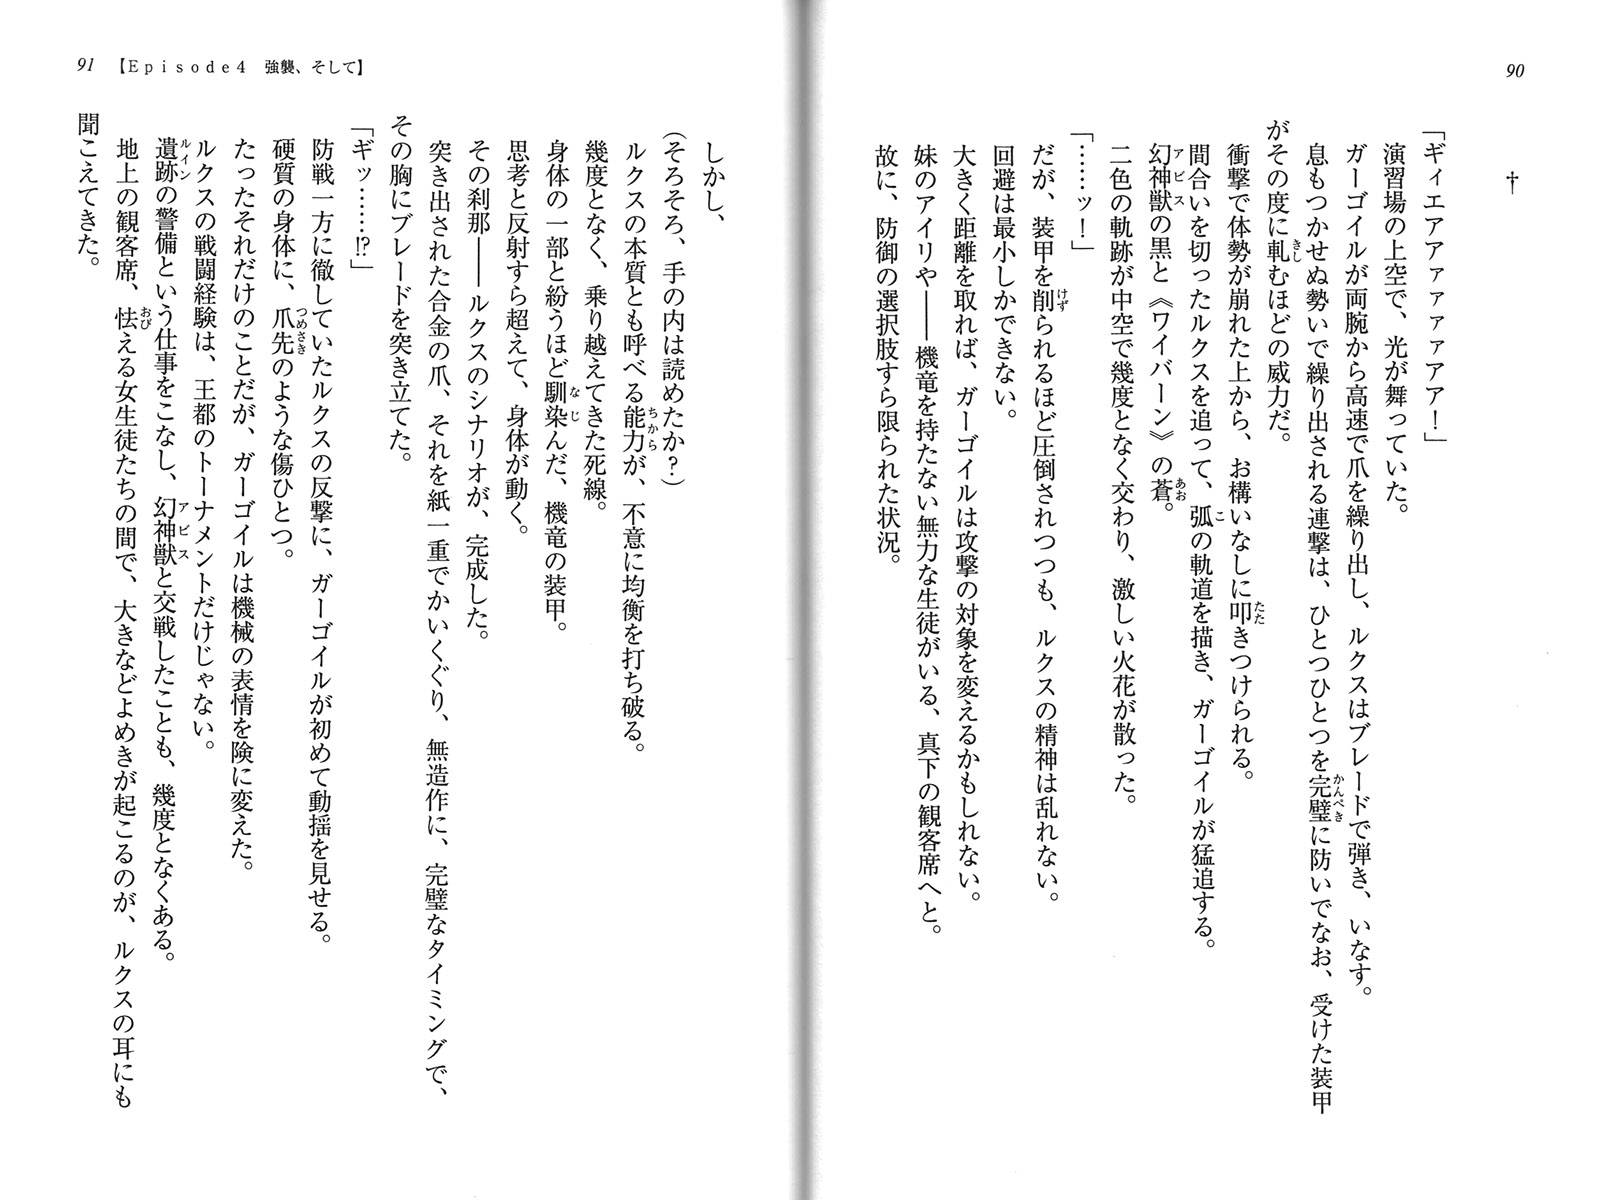 90
†
「ギィエアアァァァァアア！」
演習場の上空で、光が舞っていた。
ガーゴイルが両腕から高速で爪を繰り出し、ルクスはブレードで弾き、いなす。
息もつかせぬ勢いで繰り出される連撃は、ひとつひとつを完璧に防いでなお、受けた装甲
がその度に軋むほどの威力だ。
衝撃で体勢が崩れた上から、お構いなしに叩きつけられる。
間合いを切ったルクスを追って、弧の軌道を描き、ガーゴイルが猛追する。
幻神獣の黒と《ワイバーン》の蒼。
二色の軌跡が中空で幾度となく交わり、激しい火花が散った。
「……ッ！」
だが、装甲を削られるほど圧倒されつつも、ルクスの精神は乱れない。
回避は最小しかできない。
大きく距離を取れば、ガーゴイルは攻撃の対象を変えるかもしれない。
妹のアイリや――機竜を持たない無力な生徒がいる、真下の観客席へと。
故に、防御の選択肢すら限られた状況。
91 【Episode4 強襲、そして】
しかし、
（そろそろ、手の内は読めたか？）
ルクスの本質とも呼べる能力が、不意に均衡を打ち破る。
幾度となく、乗り越えてきた死線。
身体の一部と紛うほど馴染んだ、機竜の装甲。
思考と反射すら超えて、身体が動く。
その刹那――ルクスのシナリオが、完成した。
突き出された合金の爪、それを紙一重でかいくぐり、無造作に、完璧なタイミングで、
その胸にブレードを突き立てた。
「ギッ……!?」
防戦一方に徹していたルクスの反撃に、ガーゴイルが初めて動揺を見せる。
硬質の身体に、爪先のような傷ひとつ。
たったそれだけのことだが、ガーゴイルは機械の表情を険に変えた。
ルクスの戦闘経験は、王都のトーナメントだけじゃない。
遺跡の警備という仕事をこなし、幻神獣と交戦したことも、幾度となくある。
地上の観客席、怯える女生徒たちの間で、大きなどよめきが起こるのが、ルクスの耳にも
聞こえてきた。